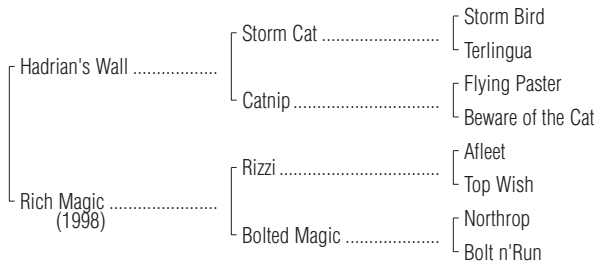 Storm Bird
Storm Cat ............................
Terlingua
Hadrian's Wall ....................
Flying Paster
Catnip...................................
Beware of the Cat
Afleet
Rizzi ......................................
Top Wish
Rich Magic .........................
(1998)
Northrop
Bolted Magic ......................
Bolt n'Run